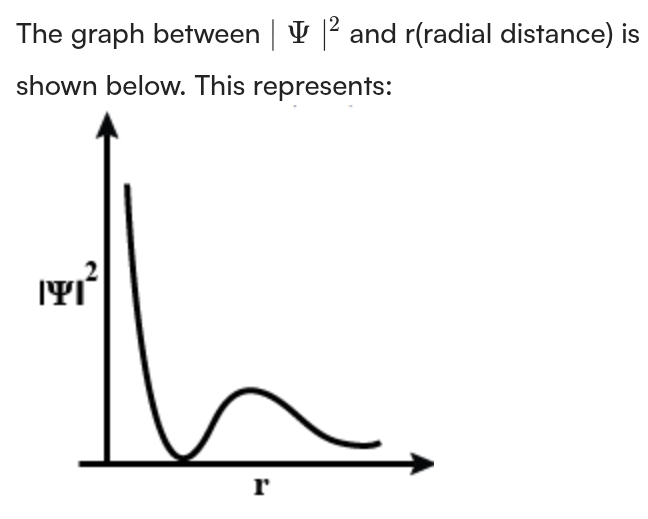 The graph between | Ψ |² and r(radial distance) is
shown below. This represents:
|Ψ|²
r